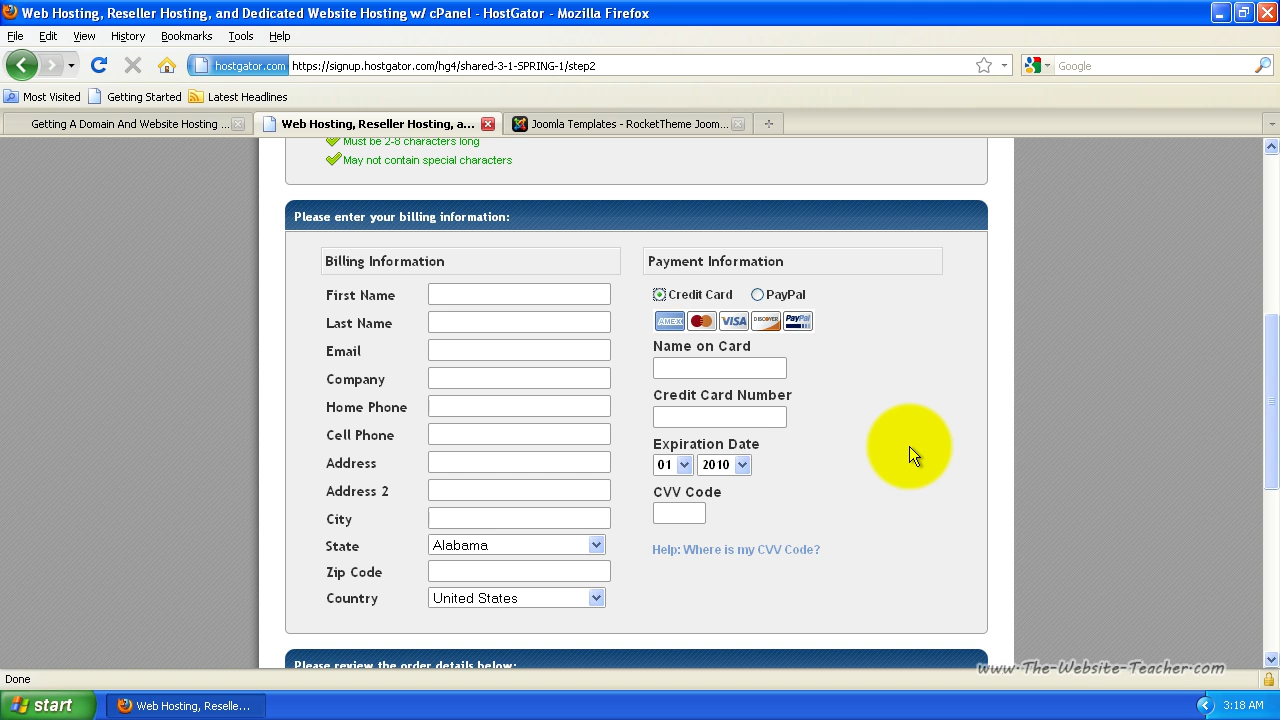 Web Hosting, Reseller Hosting, and Dedicated Website Hosting w/ cPanel - HostGator - Mozilla Firefox
File Edit View History Bookmarks Tools Help
hostgator.com https://signup.hostgator.com/hg4/shared-3-1-SPRING-1/step2 Google
Most Visited Getting Started Latest Headlines
Getting A Domain And Website Hosting ... Web Hosting, Reseller Hosting, a... Joomla Templates - RocketTheme Joom...
Must be 2-8 characters long
May not contain special characters
Please enter your billing information:
Billing Information
First Name
Last Name
Email
Company
Home Phone
Cell Phone
Address
Address 2
City
State Alabama
Zip Code
Country United States
Payment Information
Credit Card PayPal
AMEX VISA DISCOVER PayPal
Name on Card
Credit Card Number
Expiration Date
01 2010
CVV Code
Help: Where is my CVV Code?
Please review the order details below:
www.The-Website-Teacher.com
Done
start Web Hosting, Reselle... 3:18 AM